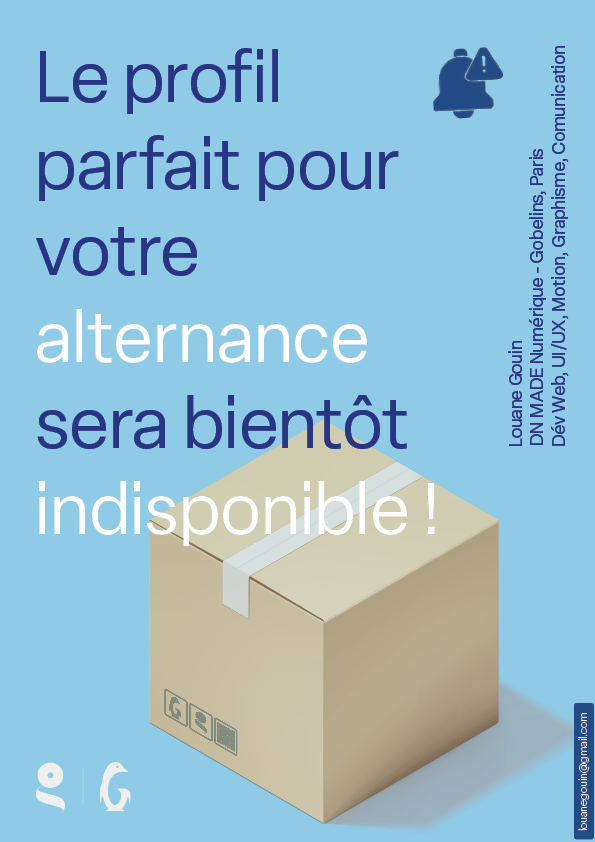 Le profil
parfait pour
votre
alternance
sera bientôt
indisponible !
Louane Gouin
DN MADE Numérique - Gobelins, Paris
Dév Web, UI/UX, Motion, Graphisme, Comunication
louanegouin@gmail.com